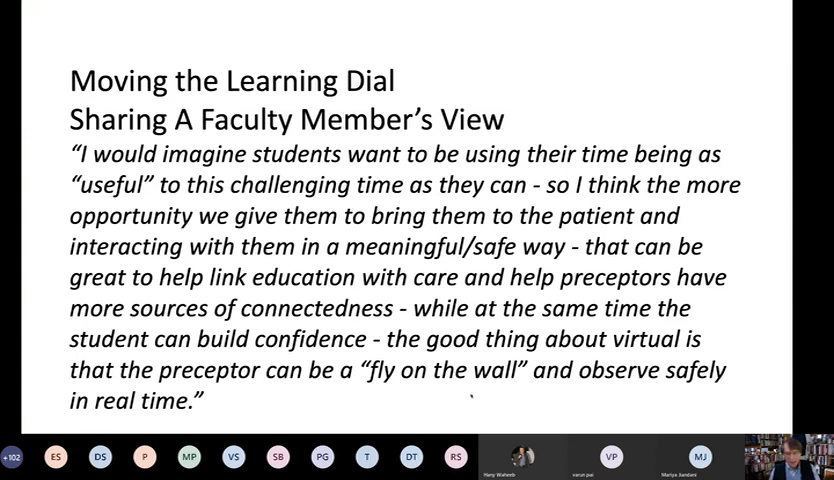 Moving the Learning Dial
Sharing A Faculty Member's View
"I would imagine students want to be using their time being as
"useful" to this challenging time as they can - so I think the more
opportunity we give them to bring them to the patient and
interacting with them in a meaningful/safe way - that can be
great to help link education with care and help preceptors have
more sources of connectedness - while at the same time the
student can build confidence - the good thing about virtual is
that the preceptor can be a "fly on the wall" and observe safely
in real time."
+102 ES DS P MP VS SB PG T DT RS VP MJ
Hany Waheeb varun pai Mariya Jiandani